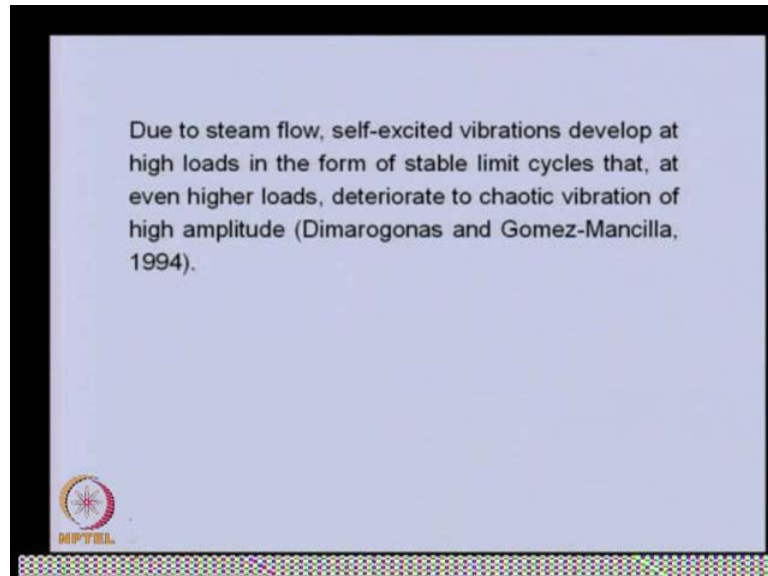 Due to steam flow, self-excited vibrations develop at
high loads in the form of stable limit cycles that, at
even higher loads, deteriorate to chaotic vibration of
high amplitude (Dimarogonas and Gomez-Mancilla,
1994).
NPTEL